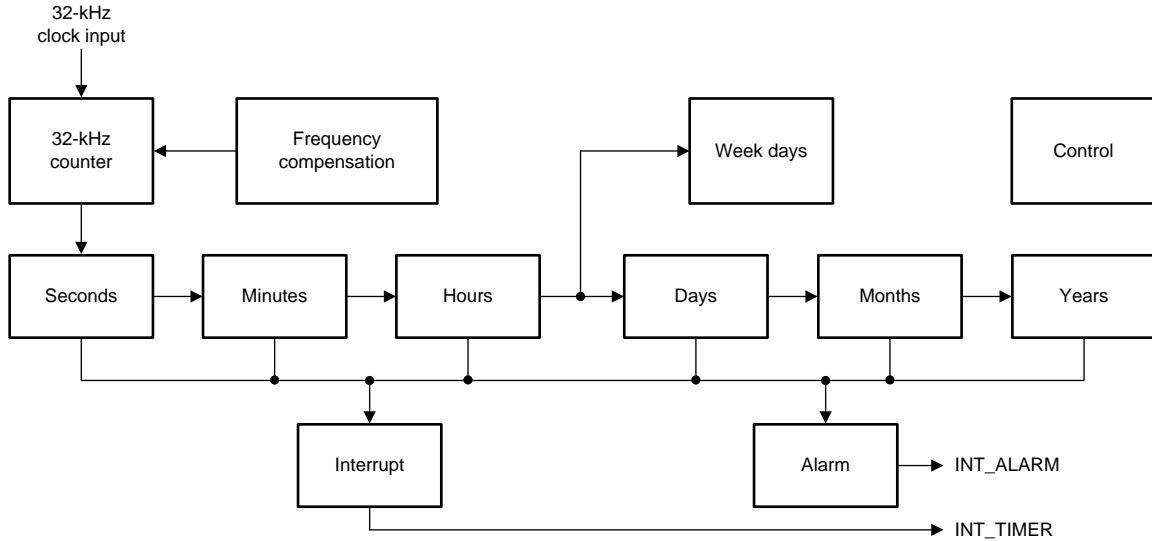 32-kHz
clock input
32-kHz
counter
Frequency
compensation
Week days
Control
Seconds
Minutes
Hours
Days
Months
Years
Interrupt
Alarm
INT_ALARM
INT_TIMER